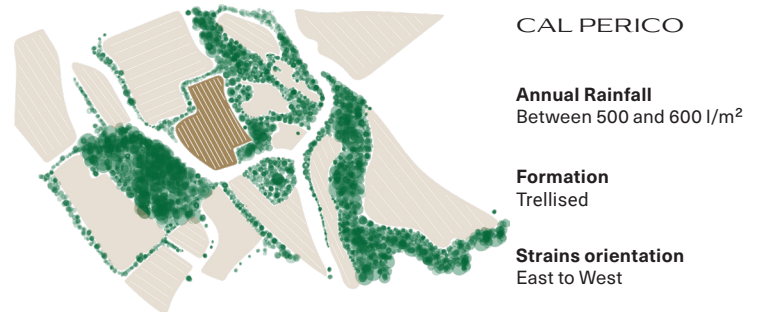 CAL PERICO
Annual Rainfall
Between 500 and 600 l/m²
Formation
Trellised
Strains orientation
East to West